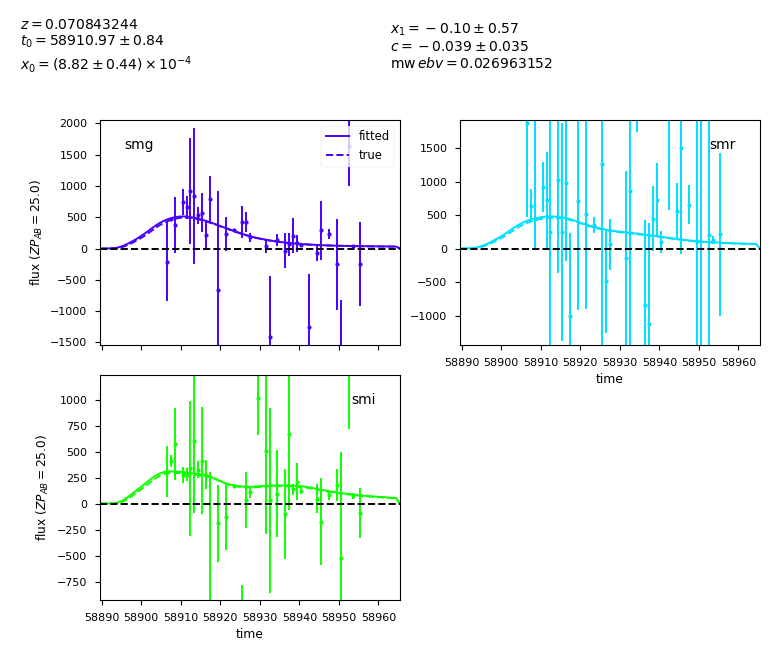 z = 0.070843244
t₀ = 58910.97 ± 0.84
x₀ = (8.82 ± 0.44) × 10⁻⁴
x₁ = −0.10 ± 0.57
c = −0.039 ± 0.035
mw ebv = 0.026963152
smg
fitted
true
2000
1500
1000
500
0
−500
−1000
−1500
flux (ZP_AB = 25.0)
smr
1500
1000
500
0
−500
−1000
58890 58900 58910 58920 58930 58940 58950 58960
time
smi
1000
750
500
250
0
−250
−500
−750
flux (ZP_AB = 25.0)
58890 58900 58910 58920 58930 58940 58950 58960
time